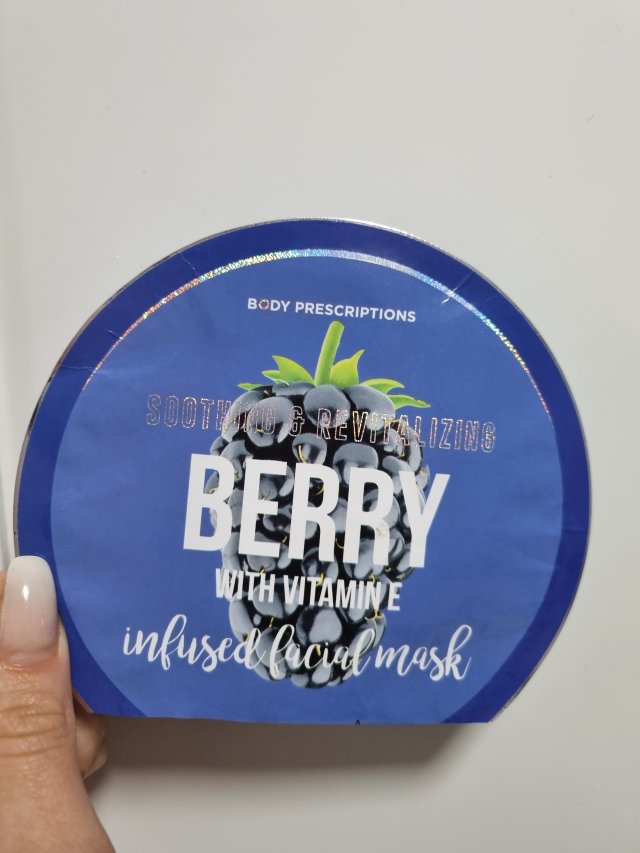 BODY PRESCRIPTIONS
SOOTHING & REVITALIZING
BERRY
WITH VITAMIN E
infused facial mask